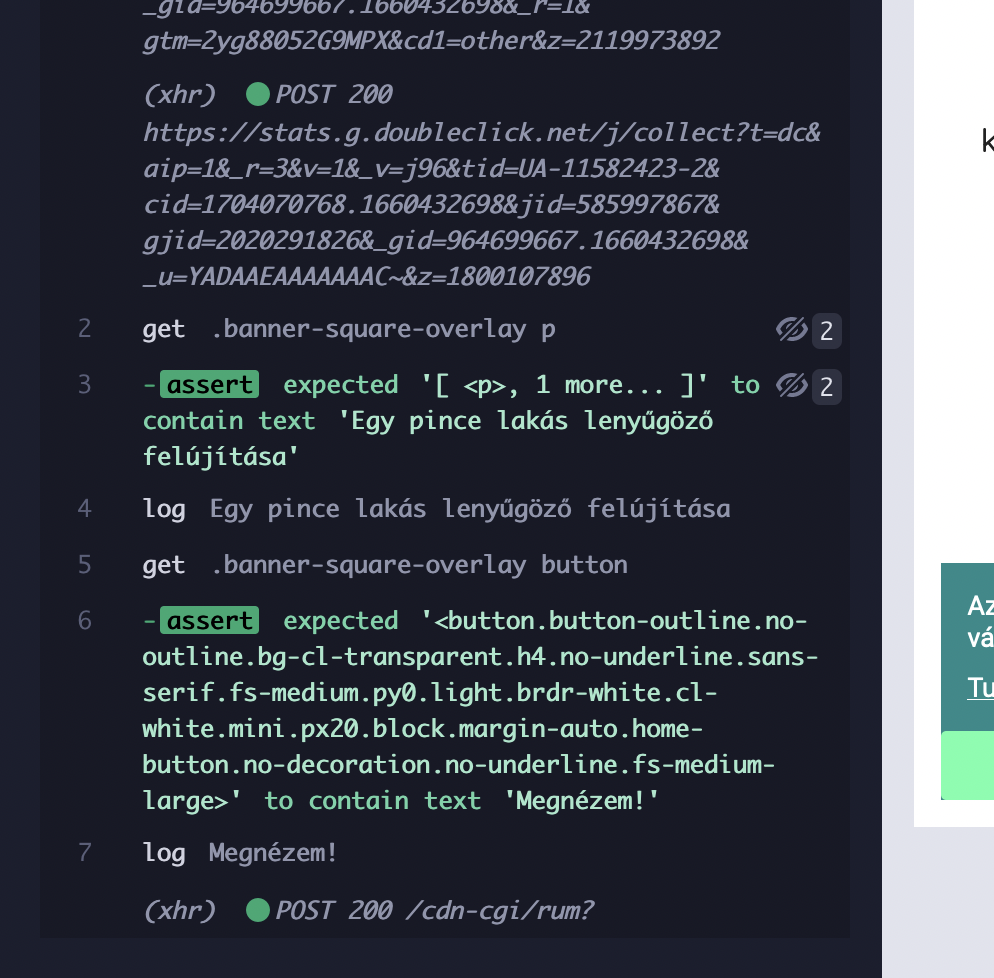 _gid=964699667.1660432698&_r=1&
gtm=2yg88052G9MPX&cd1=other&z=2119973892
(xhr) POST 200
https://stats.g.doubleclick.net/j/collect?t=dc&
aip=1&_r=3&v=1&_v=j96&tid=UA-11582423-2&
cid=1704070768.1660432698&jid=585997867&
gjid=2020291826&_gid=964699667.1660432698&
_u=YADAAEAAAAAAAC~&z=1800107896
2 get .banner-square-overlay p 2
3 -assert expected '[ <p>, 1 more... ]' to 2
contain text 'Egy pince lakás lenyűgöző
felújítása'
4 log Egy pince lakás lenyűgöző felújítása
5 get .banner-square-overlay button
6 -assert expected '<button.button-outline.no-
outline.bg-cl-transparent.h4.no-underline.sans-
serif.fs-medium.py0.light.brdr-white.cl-
white.mini.px20.block.margin-auto.home-
button.no-decoration.no-underline.fs-medium-
large>' to contain text 'Megnézem!'
7 log Megnézem!
(xhr) POST 200 /cdn-cgi/rum?
k
Az
vá
Tu